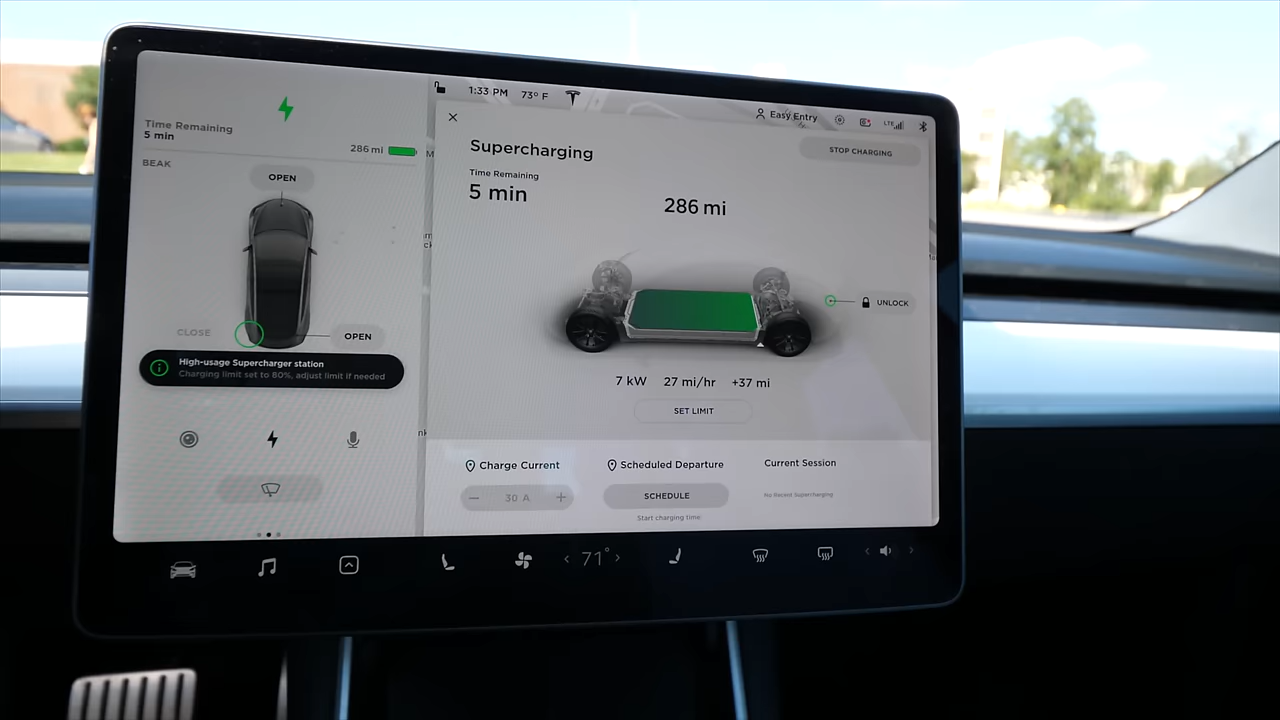 1:33 PM 73° F
Easy Entry
LTE
Time Remaining
5 min
286 mi
BEAK
OPEN
CLOSE
OPEN
High-usage Supercharger station
Charging limit set to 80%, adjust limit if needed
Supercharging
STOP CHARGING
Time Remaining
5 min
286 mi
UNLOCK
7 kW 27 mi/hr +37 mi
SET LIMIT
Charge Current
30 A
Scheduled Departure
SCHEDULE
Start charging time
Current Session
No Recent Supercharging
71°